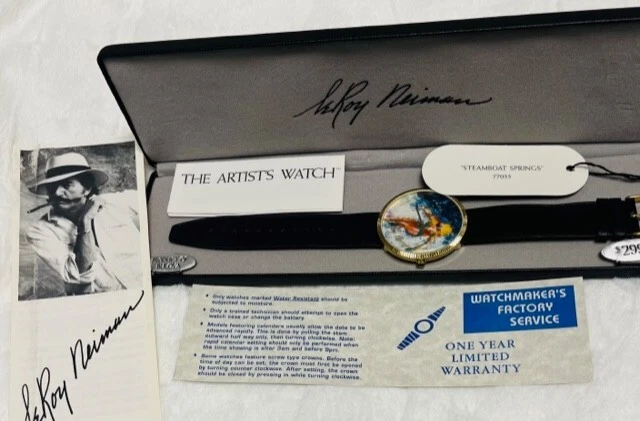 LeRoy Neiman
THE ARTIST'S WATCH™
"STEAMBOAT SPRINGS"
77053
BULOVA
$299
LeRoy Neiman
• Only watches marked Water Resistant should be
subjected to moisture.
• Only a trained technician should attempt to open the
watch case or change the battery.
• Models featuring calendars usually allow the date to be
advanced rapidly. This is done by pulling the stem
outward half way only, then turning clockwise. Note:
rapid calendar setting should only be performed when
the time showing is after 3am and before 9pm.
• Some watches feature screw type crowns. Before the
time of day can be set, the crown must first be opened
by turning counter clockwise. After setting, the crown
should be closed by pressing in while turning clockwise.
WATCHMAKER'S
FACTORY
SERVICE
ONE YEAR
LIMITED
WARRANTY